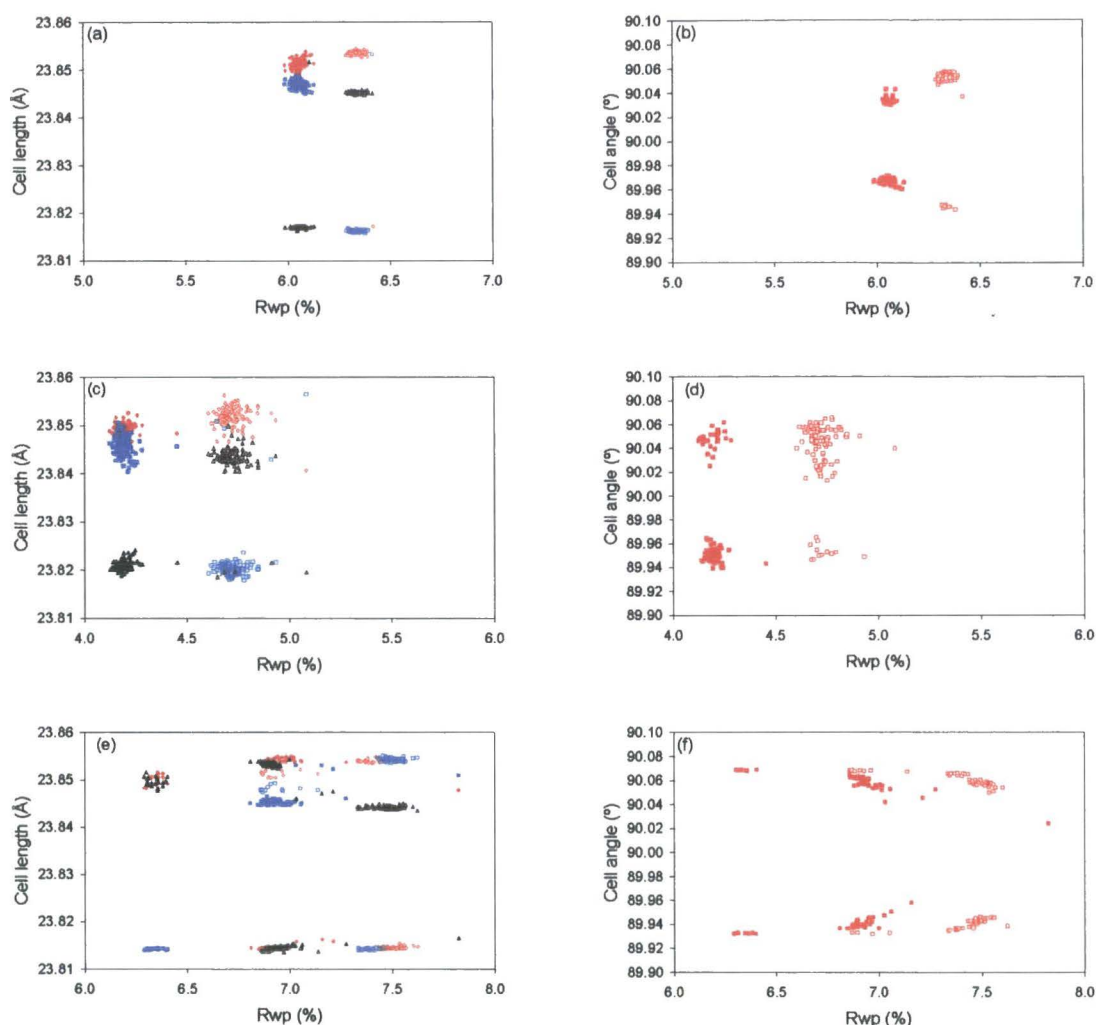 (a)
Cell length (Å)
23.86
23.85
23.84
23.83
23.82
23.81
5.0 5.5 6.0 6.5 7.0
Rwp (%)
(b)
Cell angle (º)
90.10
90.08
90.06
90.04
90.02
90.00
89.98
89.96
89.94
89.92
89.90
5.0 5.5 6.0 6.5 7.0
Rwp (%)
(c)
Cell length (Å)
23.86
23.85
23.84
23.83
23.82
23.81
4.0 4.5 5.0 5.5 6.0
Rwp (%)
(d)
Cell angle (º)
90.10
90.08
90.06
90.04
90.02
90.00
89.98
89.96
89.94
89.92
89.90
4.0 4.5 5.0 5.5 6.0
Rwp (%)
(e)
Cell length (Å)
23.86
23.85
23.84
23.83
23.82
23.81
6.0 6.5 7.0 7.5 8.0
Rwp (%)
(f)
Cell angle (º)
90.10
90.08
90.06
90.04
90.02
90.00
89.98
89.96
89.94
89.92
89.90
6.0 6.5 7.0 7.5 8.0
Rwp (%)